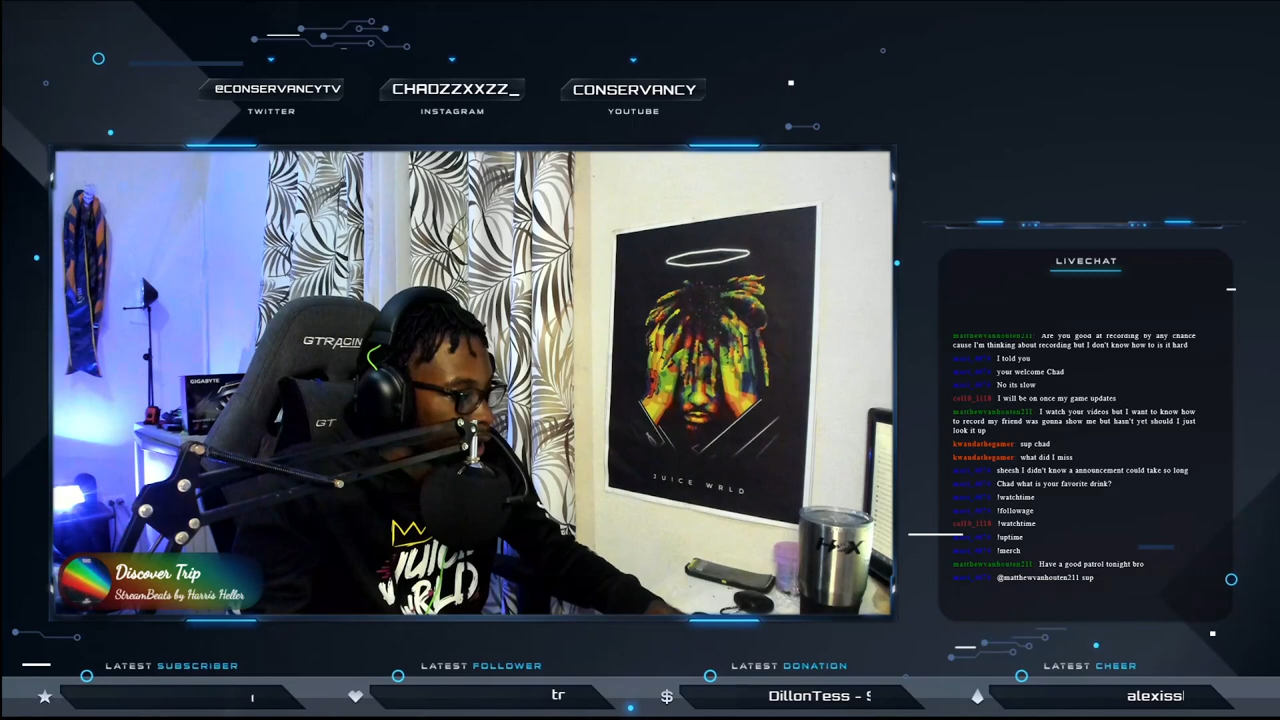 @CONSERVANCYTV
TWITTER
CHADZZXXZZ_
INSTAGRAM
CONSERVANCY
YOUTUBE
GTRACIN
GT
GIGABYTE
JUICE WRLD
Discover Trip
StreamBeats by Harris Heller
LIVECHAT
matthewvanhouten211: Are you good at recording by any chance
cause I'm thinking about recording but I don't know how to is it hard
I told you
your welcome Chad
No its slow
I will be on once my game updates
matthewvanhouten211: I watch your videos but I want to know how
to record my friend was gonna show me but hasn't yet should I just
look it up
kwandathegamer: sup chad
kwandathegamer: what did I miss
sheesh I didn't know a announcement could take so long
Chad what is your favorite drink?
!watchtime
!followage
!watchtime
!uptime
!merch
matthewvanhouten211: Have a good patrol tonight bro
@matthewvanhouten211 sup
LATEST SUBSCRIBER
LATEST FOLLOWER
tr
LATEST DONATION
DillonTess - $
LATEST CHEER
alexiss